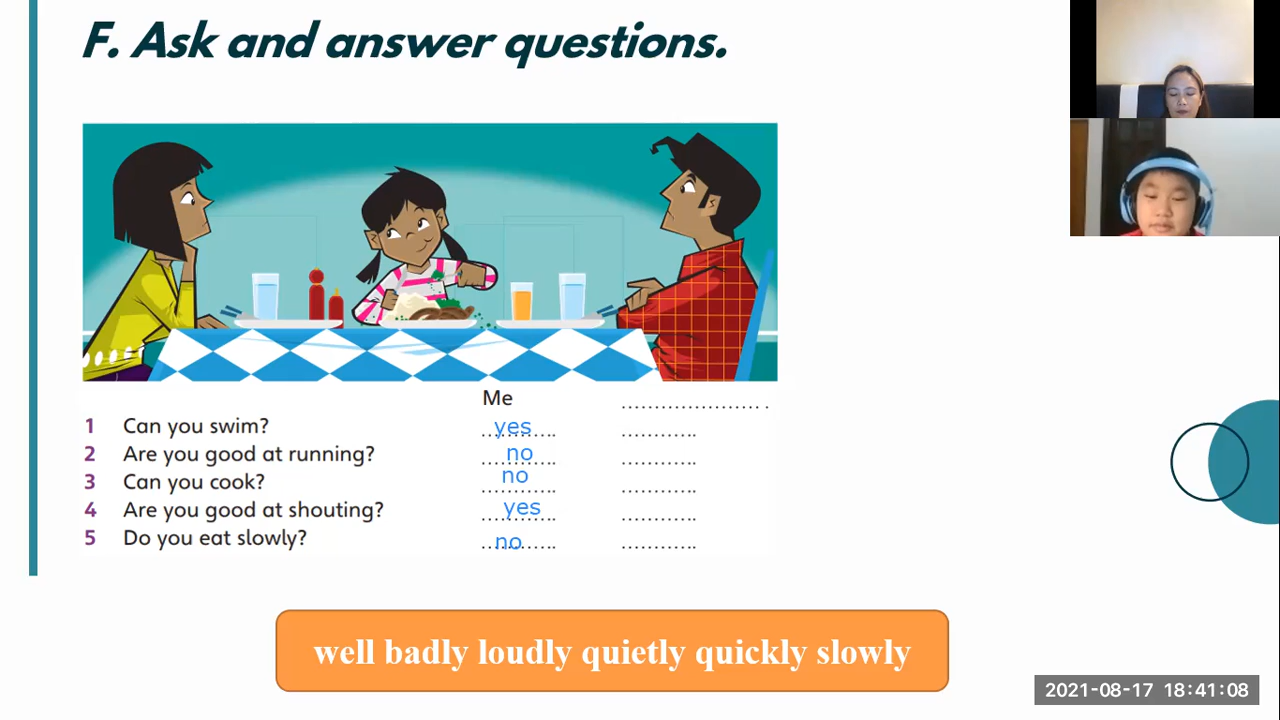 F. Ask and answer questions.
Me ......................
1 Can you swim? yes ............
2 Are you good at running? no ............
3 Can you cook? no ............
4 Are you good at shouting? yes ............
5 Do you eat slowly? no ............
well badly loudly quietly quickly slowly
2021-08-17 18:41:08